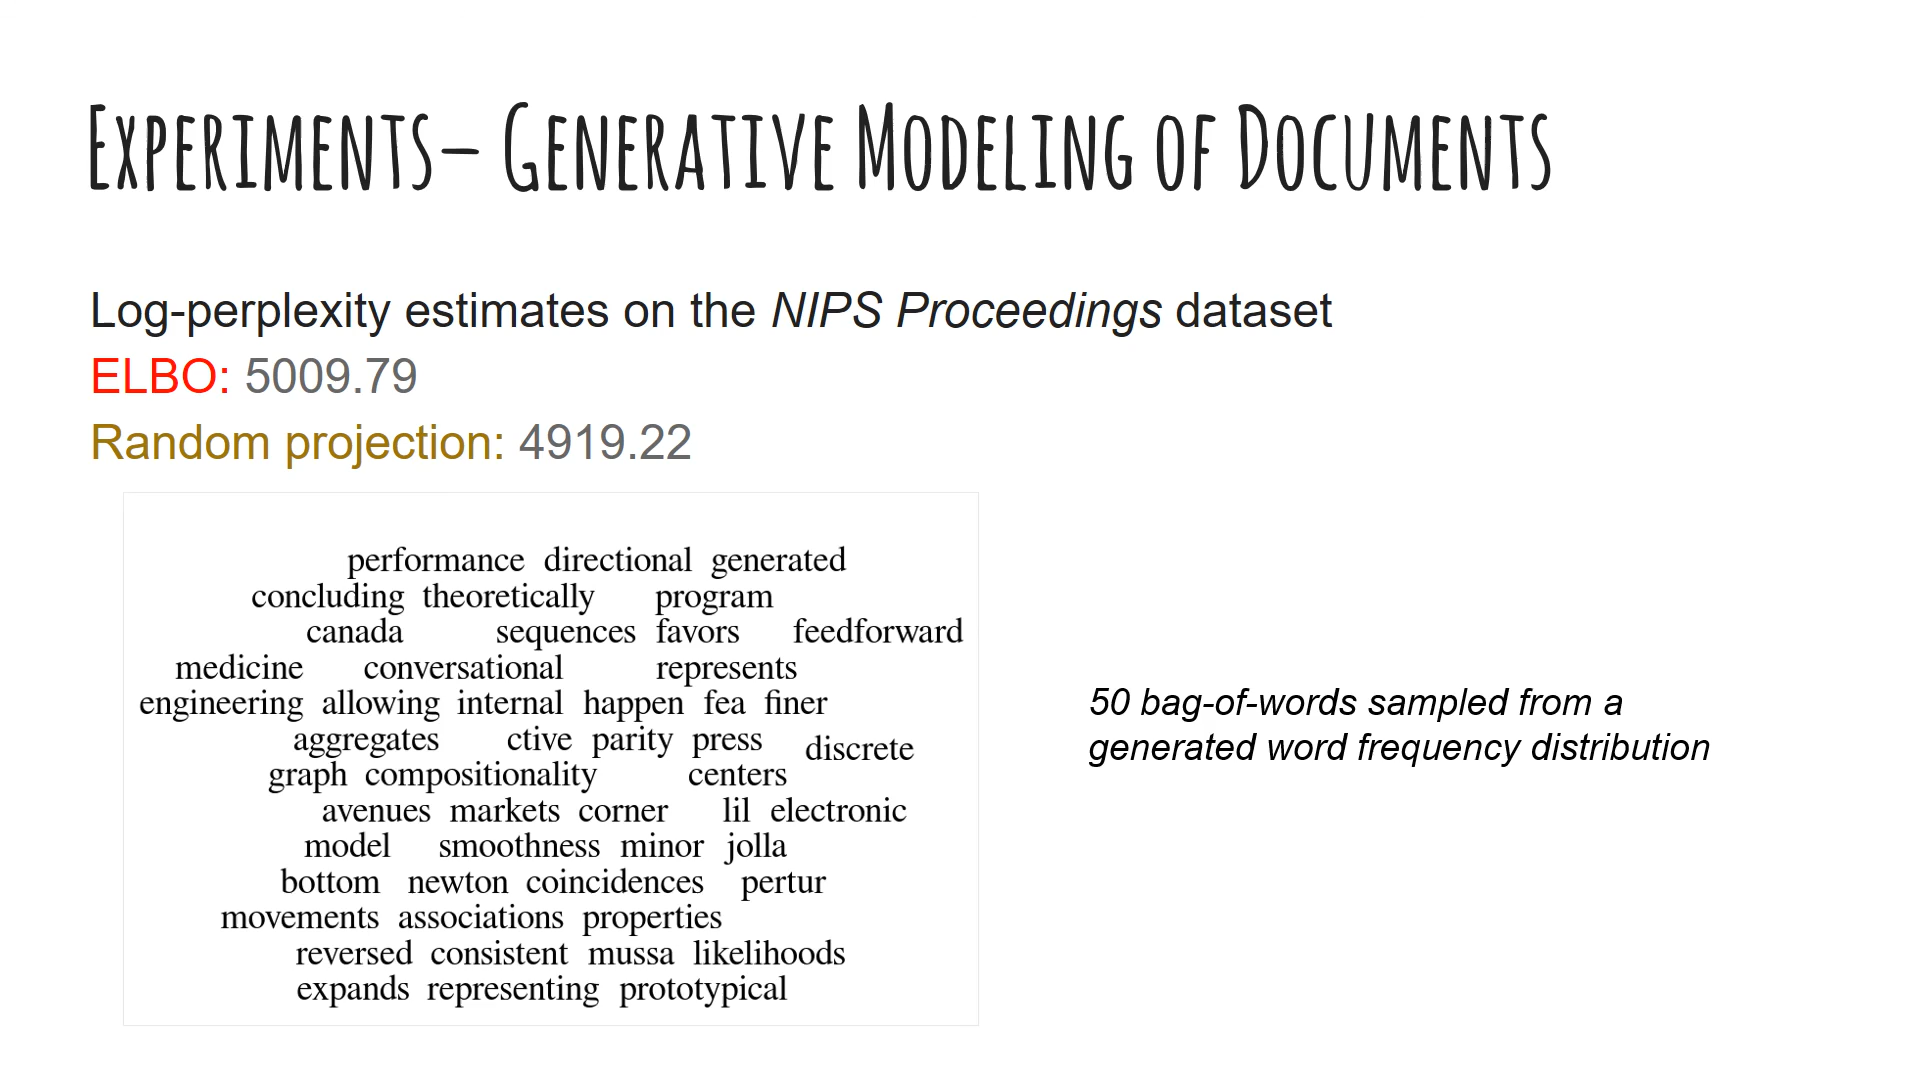 Experiments– Generative Modeling of Documents
Log-perplexity estimates on the NIPS Proceedings dataset
ELBO: 5009.79
Random projection: 4919.22
performance directional generated
concluding theoretically program
canada sequences favors feedforward
medicine conversational represents
engineering allowing internal happen fea finer
aggregates ctive parity press discrete
graph compositionality centers
avenues markets corner lil electronic
model smoothness minor jolla
bottom newton coincidences pertur
movements associations properties
reversed consistent mussa likelihoods
expands representing prototypical
50 bag-of-words sampled from a
generated word frequency distribution